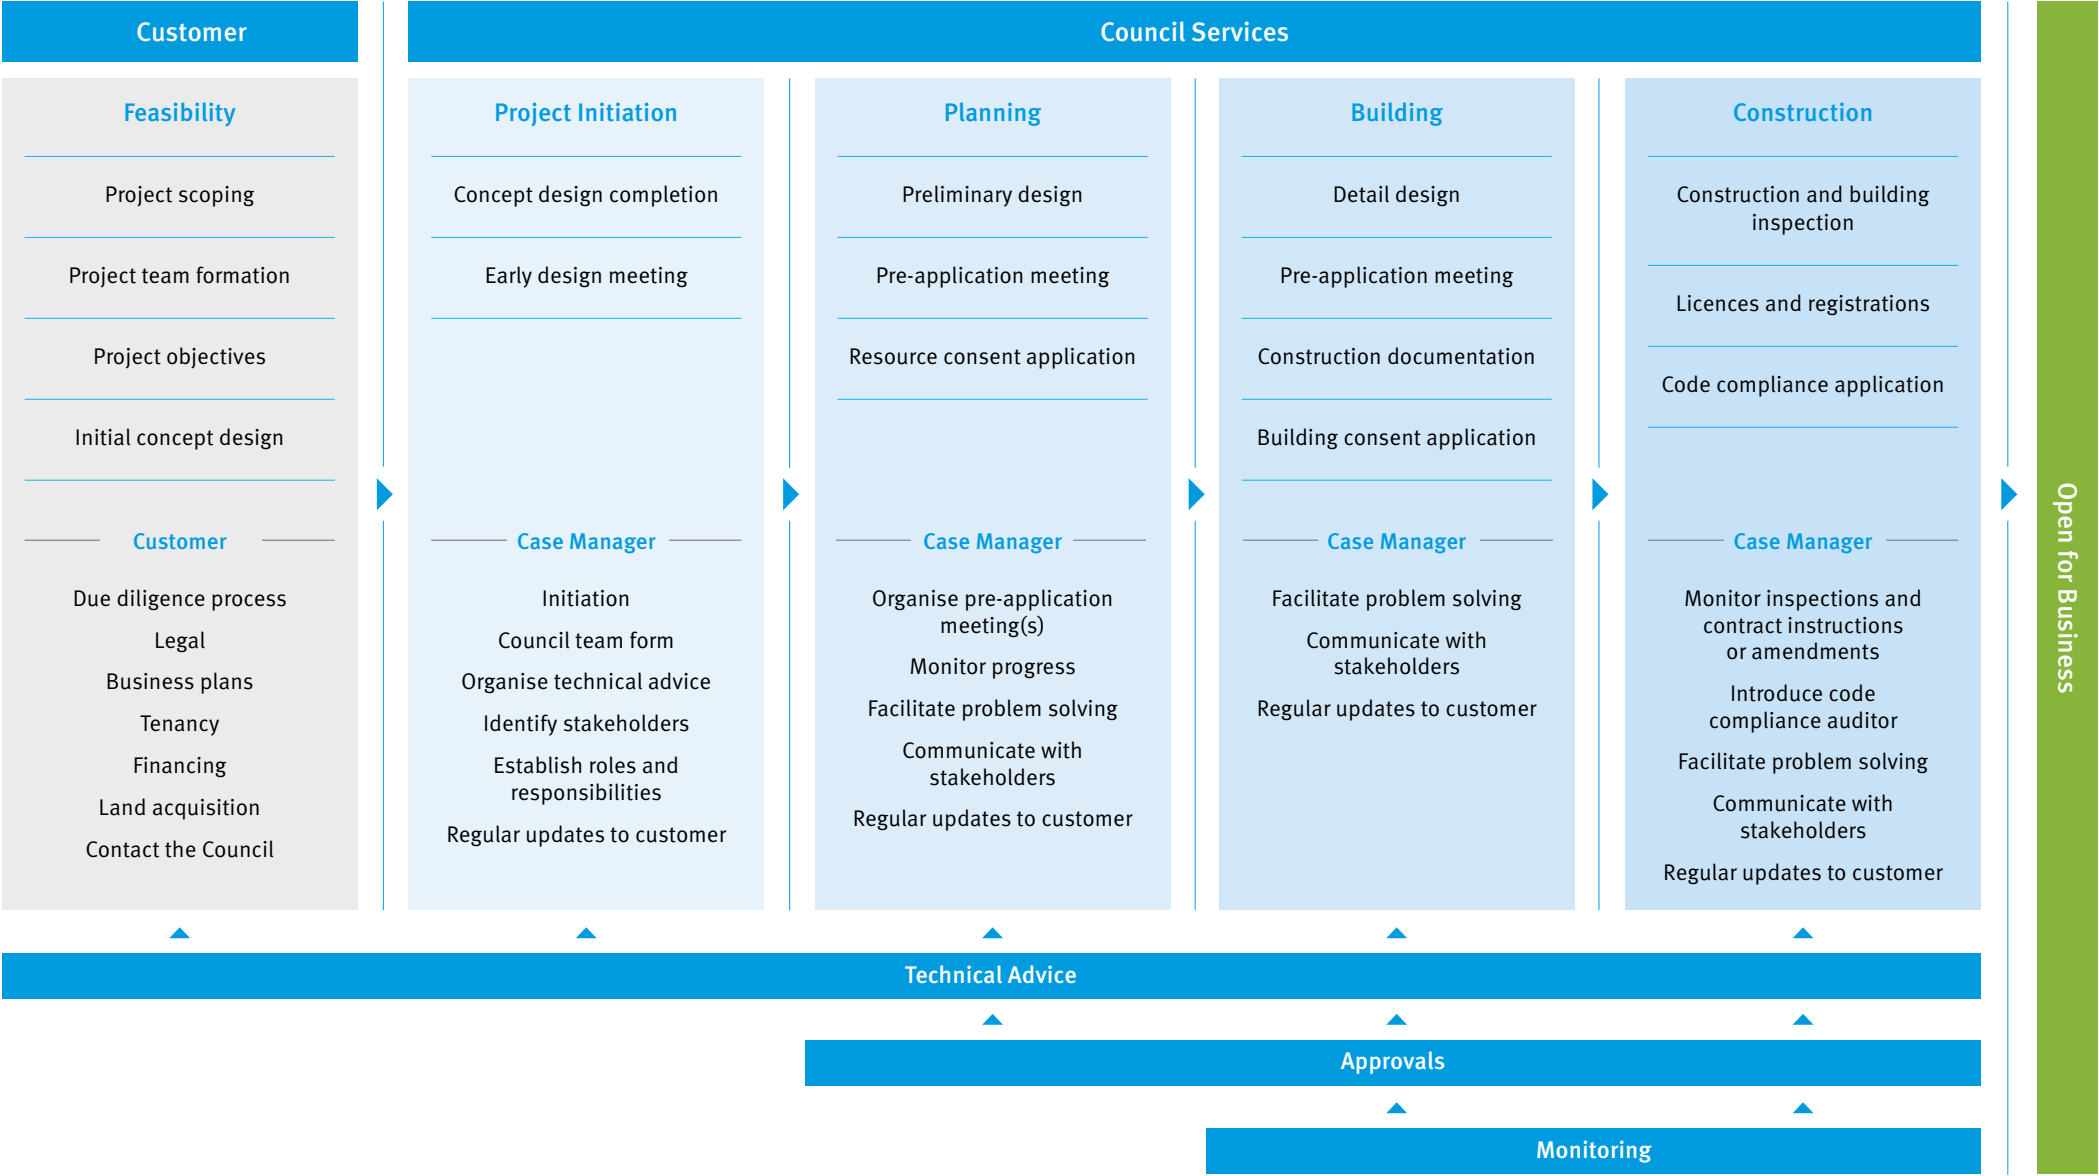 Customer
Council Services
Feasibility
Project scoping
Project team formation
Project objectives
Initial concept design
Customer
Due diligence process
Legal
Business plans
Tenancy
Financing
Land acquisition
Contact the Council
Project Initiation
Concept design completion
Early design meeting
Case Manager
Initiation
Council team form
Organise technical advice
Identify stakeholders
Establish roles and
responsibilities
Regular updates to customer
Planning
Preliminary design
Pre-application meeting
Resource consent application
Case Manager
Organise pre-application
meeting(s)
Monitor progress
Facilitate problem solving
Communicate with
stakeholders
Regular updates to customer
Building
Detail design
Pre-application meeting
Construction documentation
Building consent application
Case Manager
Facilitate problem solving
Communicate with
stakeholders
Regular updates to customer
Construction
Construction and building
inspection
Licences and registrations
Code compliance application
Case Manager
Monitor inspections and
contract instructions
or amendments
Introduce code
compliance auditor
Facilitate problem solving
Communicate with
stakeholders
Regular updates to customer
Open for Business
Technical Advice
Approvals
Monitoring